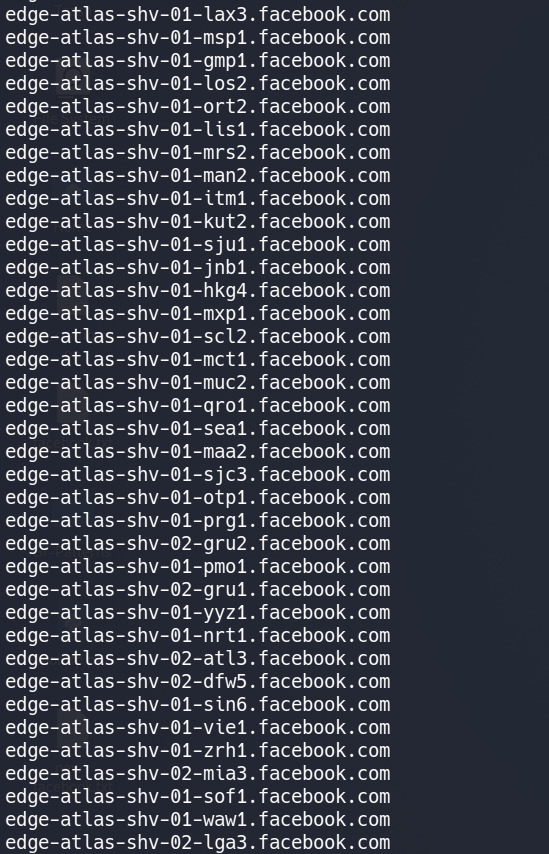 edge-atlas-shv-01-lax3.facebook.com
edge-atlas-shv-01-msp1.facebook.com
edge-atlas-shv-01-gmp1.facebook.com
edge-atlas-shv-01-los2.facebook.com
edge-atlas-shv-01-ort2.facebook.com
edge-atlas-shv-01-lis1.facebook.com
edge-atlas-shv-01-mrs2.facebook.com
edge-atlas-shv-01-man2.facebook.com
edge-atlas-shv-01-itm1.facebook.com
edge-atlas-shv-01-kut2.facebook.com
edge-atlas-shv-01-sju1.facebook.com
edge-atlas-shv-01-jnb1.facebook.com
edge-atlas-shv-01-hkg4.facebook.com
edge-atlas-shv-01-mxp1.facebook.com
edge-atlas-shv-01-scl2.facebook.com
edge-atlas-shv-01-mct1.facebook.com
edge-atlas-shv-01-muc2.facebook.com
edge-atlas-shv-01-qro1.facebook.com
edge-atlas-shv-01-sea1.facebook.com
edge-atlas-shv-01-maa2.facebook.com
edge-atlas-shv-01-sjc3.facebook.com
edge-atlas-shv-01-otp1.facebook.com
edge-atlas-shv-01-prg1.facebook.com
edge-atlas-shv-02-gru2.facebook.com
edge-atlas-shv-01-pmo1.facebook.com
edge-atlas-shv-02-gru1.facebook.com
edge-atlas-shv-01-yyz1.facebook.com
edge-atlas-shv-01-nrt1.facebook.com
edge-atlas-shv-02-atl3.facebook.com
edge-atlas-shv-02-dfw5.facebook.com
edge-atlas-shv-01-sin6.facebook.com
edge-atlas-shv-01-vie1.facebook.com
edge-atlas-shv-01-zrh1.facebook.com
edge-atlas-shv-02-mia3.facebook.com
edge-atlas-shv-01-sof1.facebook.com
edge-atlas-shv-01-waw1.facebook.com
edge-atlas-shv-02-lga3.facebook.com